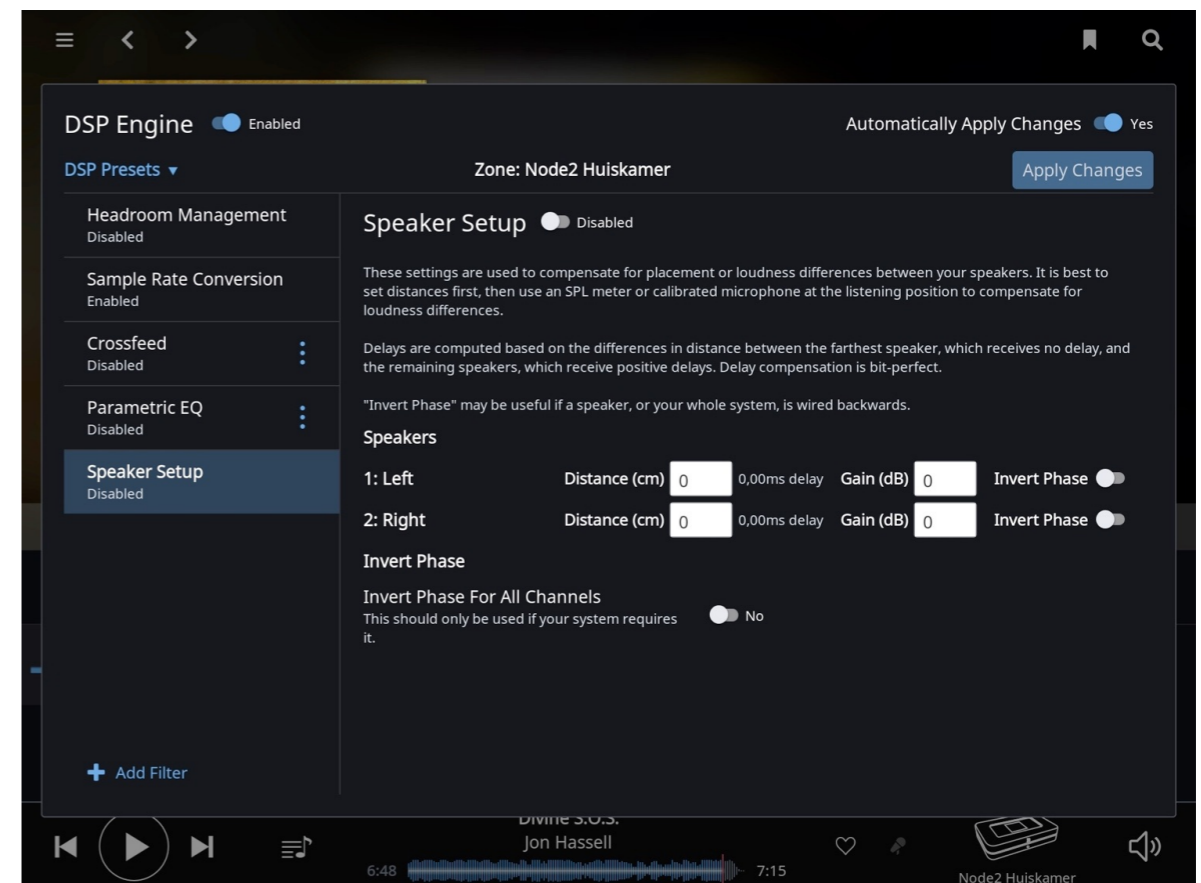 DSP Engine Enabled
Automatically Apply Changes Yes
DSP Presets
Zone: Node2 Huiskamer
Apply Changes
Headroom Management
Disabled
Sample Rate Conversion
Enabled
Crossfeed
Disabled
Parametric EQ
Disabled
Speaker Setup
Disabled
Add Filter
Speaker Setup Disabled
These settings are used to compensate for placement or loudness differences between your speakers. It is best to
set distances first, then use an SPL meter or calibrated microphone at the listening position to compensate for
loudness differences.
Delays are computed based on the differences in distance between the farthest speaker, which receives no delay, and
the remaining speakers, which receive positive delays. Delay compensation is bit-perfect.
"Invert Phase" may be useful if a speaker, or your whole system, is wired backwards.
Speakers
1: Left Distance (cm) 0 0,00ms delay Gain (dB) 0 Invert Phase
2: Right Distance (cm) 0 0,00ms delay Gain (dB) 0 Invert Phase
Invert Phase
Invert Phase For All Channels
This should only be used if your system requires
it.
No
Divine S.O.S.
Jon Hassell
6:48 7:15
Node2 Huiskamer